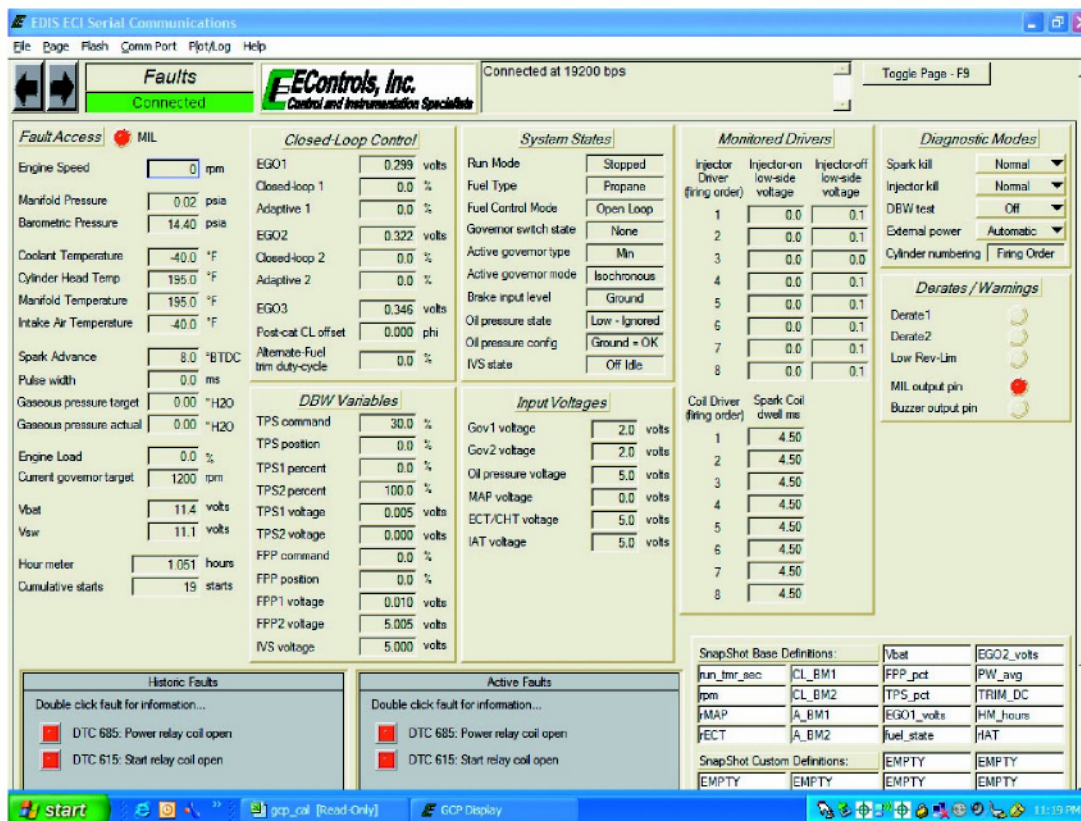 EDIS ECI Serial Communications
File Page Flash Comm Port Plot/Log Help
Faults
Connected
EControls, Inc.
Control and Instrumentation Specialists
Connected at 19200 bps
Toggle Page - F9
Fault Access MIL
Engine Speed 0 rpm
Manifold Pressure 0.02 psia
Barometric Pressure 14.40 psia
Coolant Temperature -40.0 °F
Cylinder Head Temp 195.0 °F
Manifold Temperature 195.0 °F
Intake Air Temperature -40.0 °F
Spark Advance 8.0 °BTDC
Pulse width 0.0 ms
Gaseous pressure target 0.00 "H2O
Gaseous pressure actual 0.00 "H2O
Engine Load 0.0 %
Current governor target 1200 rpm
Vbat 11.4 volts
Vsw 11.1 volts
Hour meter 1.051 hours
Cumulative starts 19 starts
Closed-Loop Control
EGO1 0.299 volts
Closed-loop 1 0.0 %
Adaptive 1 0.0 %
EGO2 0.322 volts
Closed-loop 2 0.0 %
Adaptive 2 0.0 %
EGO3 0.346 volts
Post-cat CL offset 0.000 phi
Alternate-Fuel
trim duty-cycle 0.0 %
DBW Variables
TPS command 30.0 %
TPS position 0.0 %
TPS1 percent 0.0 %
TPS2 percent 100.0 %
TPS1 voltage 0.005 volts
TPS2 voltage 0.000 volts
FPP command 0.0 %
FPP position 0.0 %
FPP1 voltage 0.010 volts
FPP2 voltage 5.005 volts
IVS voltage 5.000 volts
System States
Run Mode Stopped
Fuel Type Propane
Fuel Control Mode Open Loop
Governor switch state None
Active governor type Min
Active governor mode Isochronous
Brake input level Ground
Oil pressure state Low - Ignored
Oil pressure config Ground = OK
IVS state Off Idle
Input Voltages
Gov1 voltage 2.0 volts
Gov2 voltage 2.0 volts
Oil pressure voltage 5.0 volts
MAP voltage 0.0 volts
ECT/CHT voltage 5.0 volts
IAT voltage 5.0 volts
Monitored Drivers
Injector Injector-on Injector-off
Driver low-side low-side
(firing order) voltage voltage
1 0.0 0.1
2 0.0 0.1
3 0.0 0.0
4 0.0 0.1
5 0.0 0.1
6 0.0 0.1
7 0.0 0.1
8 0.0 0.1
Coil Driver Spark Coil
(firing order) dwell ms
1 4.50
2 4.50
3 4.50
4 4.50
5 4.50
6 4.50
7 4.50
8 4.50
Diagnostic Modes
Spark kill Normal
Injector kill Normal
DBW test Off
External power Automatic
Cylinder numbering Firing Order
Derates / Warnings
Derate1
Derate2
Low Rev-Lim
MIL output pin
Buzzer output pin
Historic Faults
Double click fault for information...
DTC 685: Power relay coil open
DTC 615: Start relay coil open
Active Faults
Double click fault for information...
DTC 685: Power relay coil open
DTC 615: Start relay coil open
SnapShot Base Definitions: Vbat EGO2_volts
run_tmr_sec CL_BM1 FPP_pct PW_avg
rpm CL_BM2 TPS_pct TRIM_DC
rMAP A_BM1 EGO1_volts HM_hours
rECT A_BM2 fuel_state rIAT
SnapShot Custom Definitions: EMPTY EMPTY
EMPTY EMPTY EMPTY EMPTY
start gcp_cal [Read-Only] GCP Display 11:19 PM